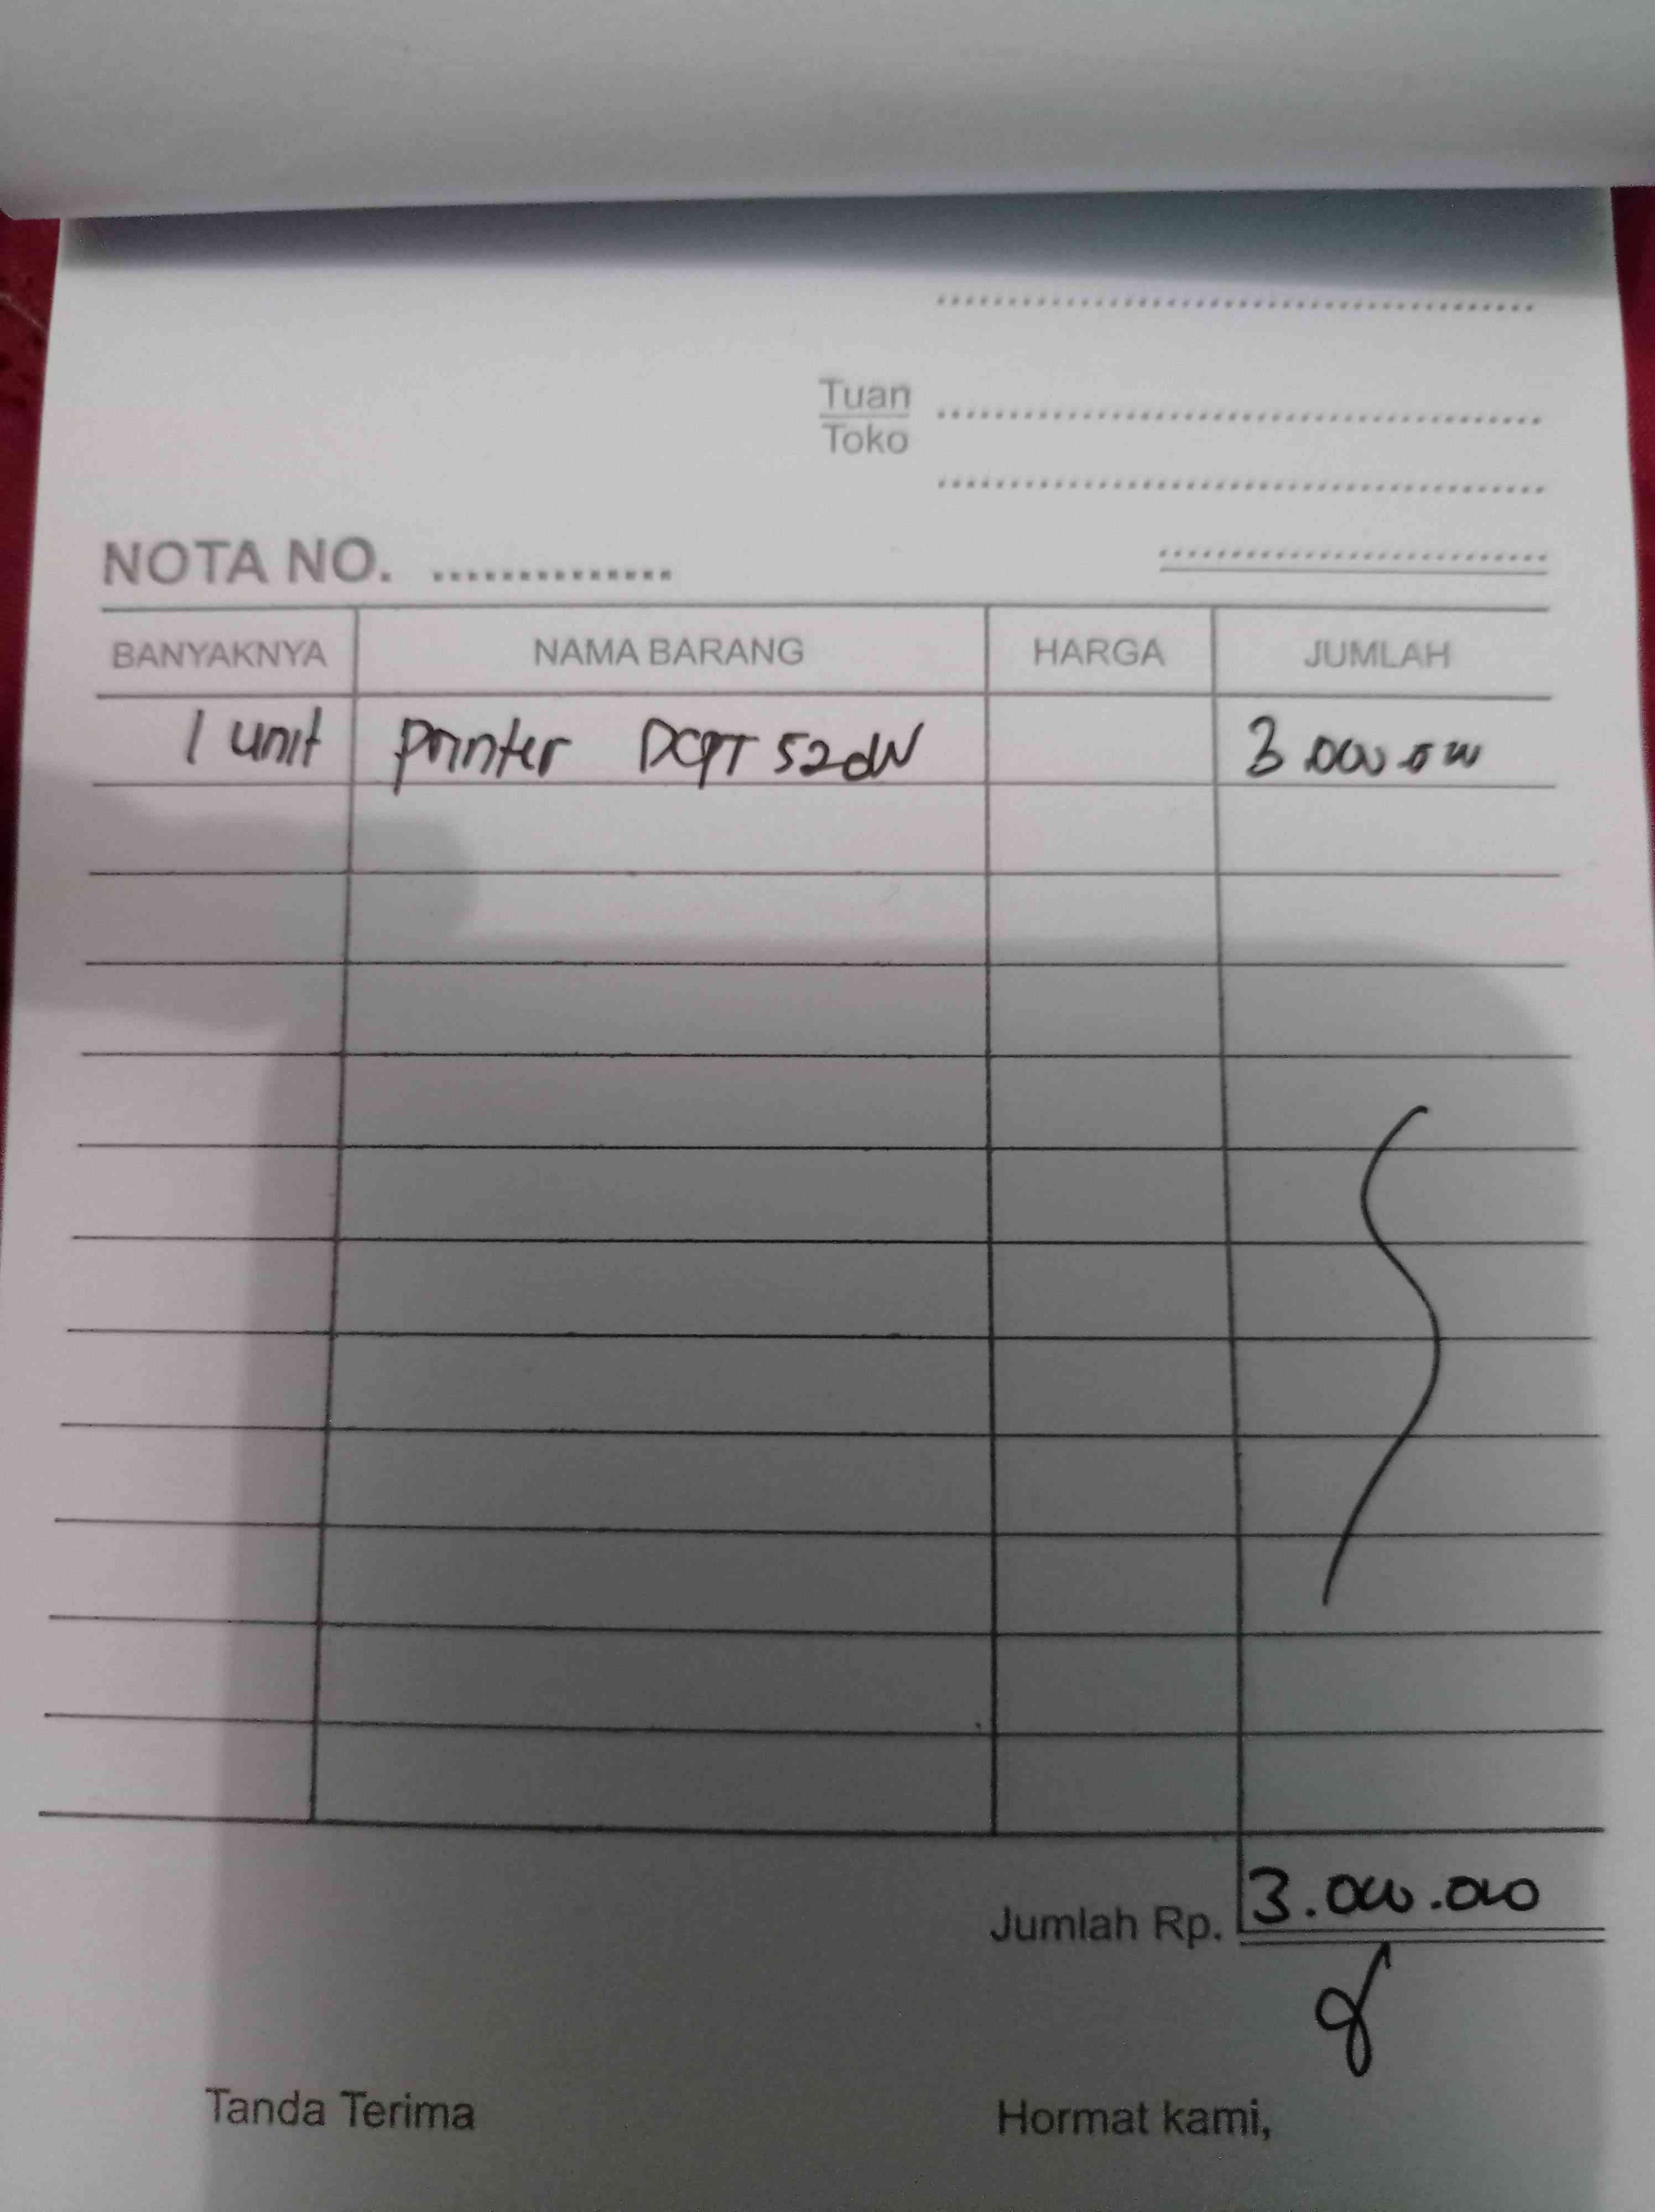 Tuan
Toko
NOTA NO. ..............
BANYAKNYA NAMA BARANG HARGA JUMLAH
1 unit printer DCPT 520W 3.000.000
Jumlah Rp. 3.000.000
Tanda Terima Hormat kami,